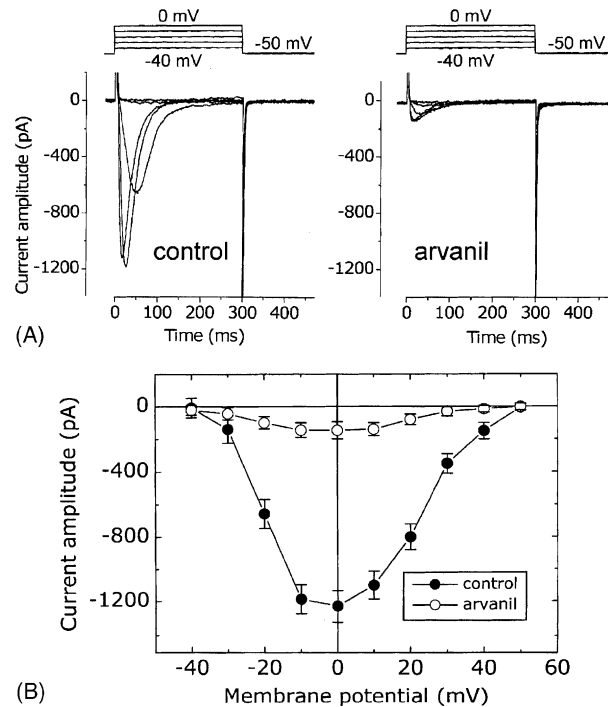 0 mV
-50 mV
-40 mV
0 mV
-50 mV
-40 mV
Current amplitude (pA)
0
-400
-800
-1200
control
0 100 200 300 400
Time (ms)
0
-400
-800
-1200
arvanil
0 100 200 300 400
Time (ms)
(A)
Current amplitude (pA)
0
-400
-800
-1200
control
arvanil
-40 -20 0 20 40 60
Membrane potential (mV)
(B)